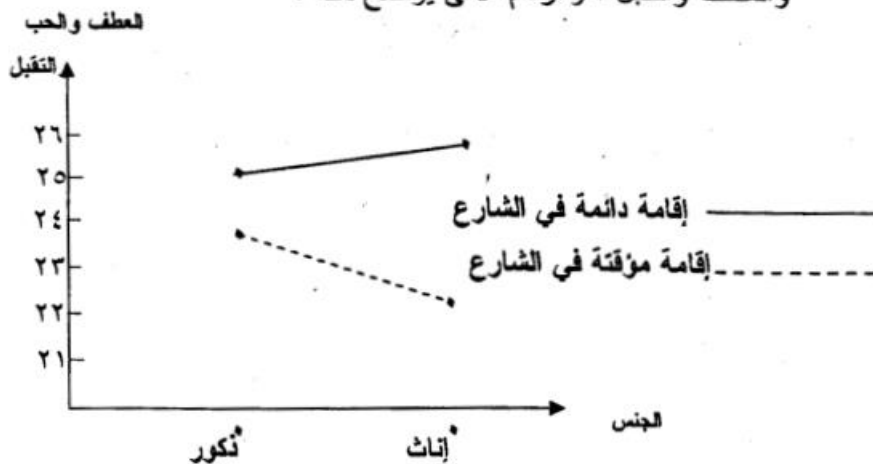 العطف والحب
التقبل
٢٦
٢٥
٢٤
٢٣
٢٢
٢١
إقامة دائمة في الشارع
إقامة مؤقتة في الشارع
الجنس
ذكور
إناث